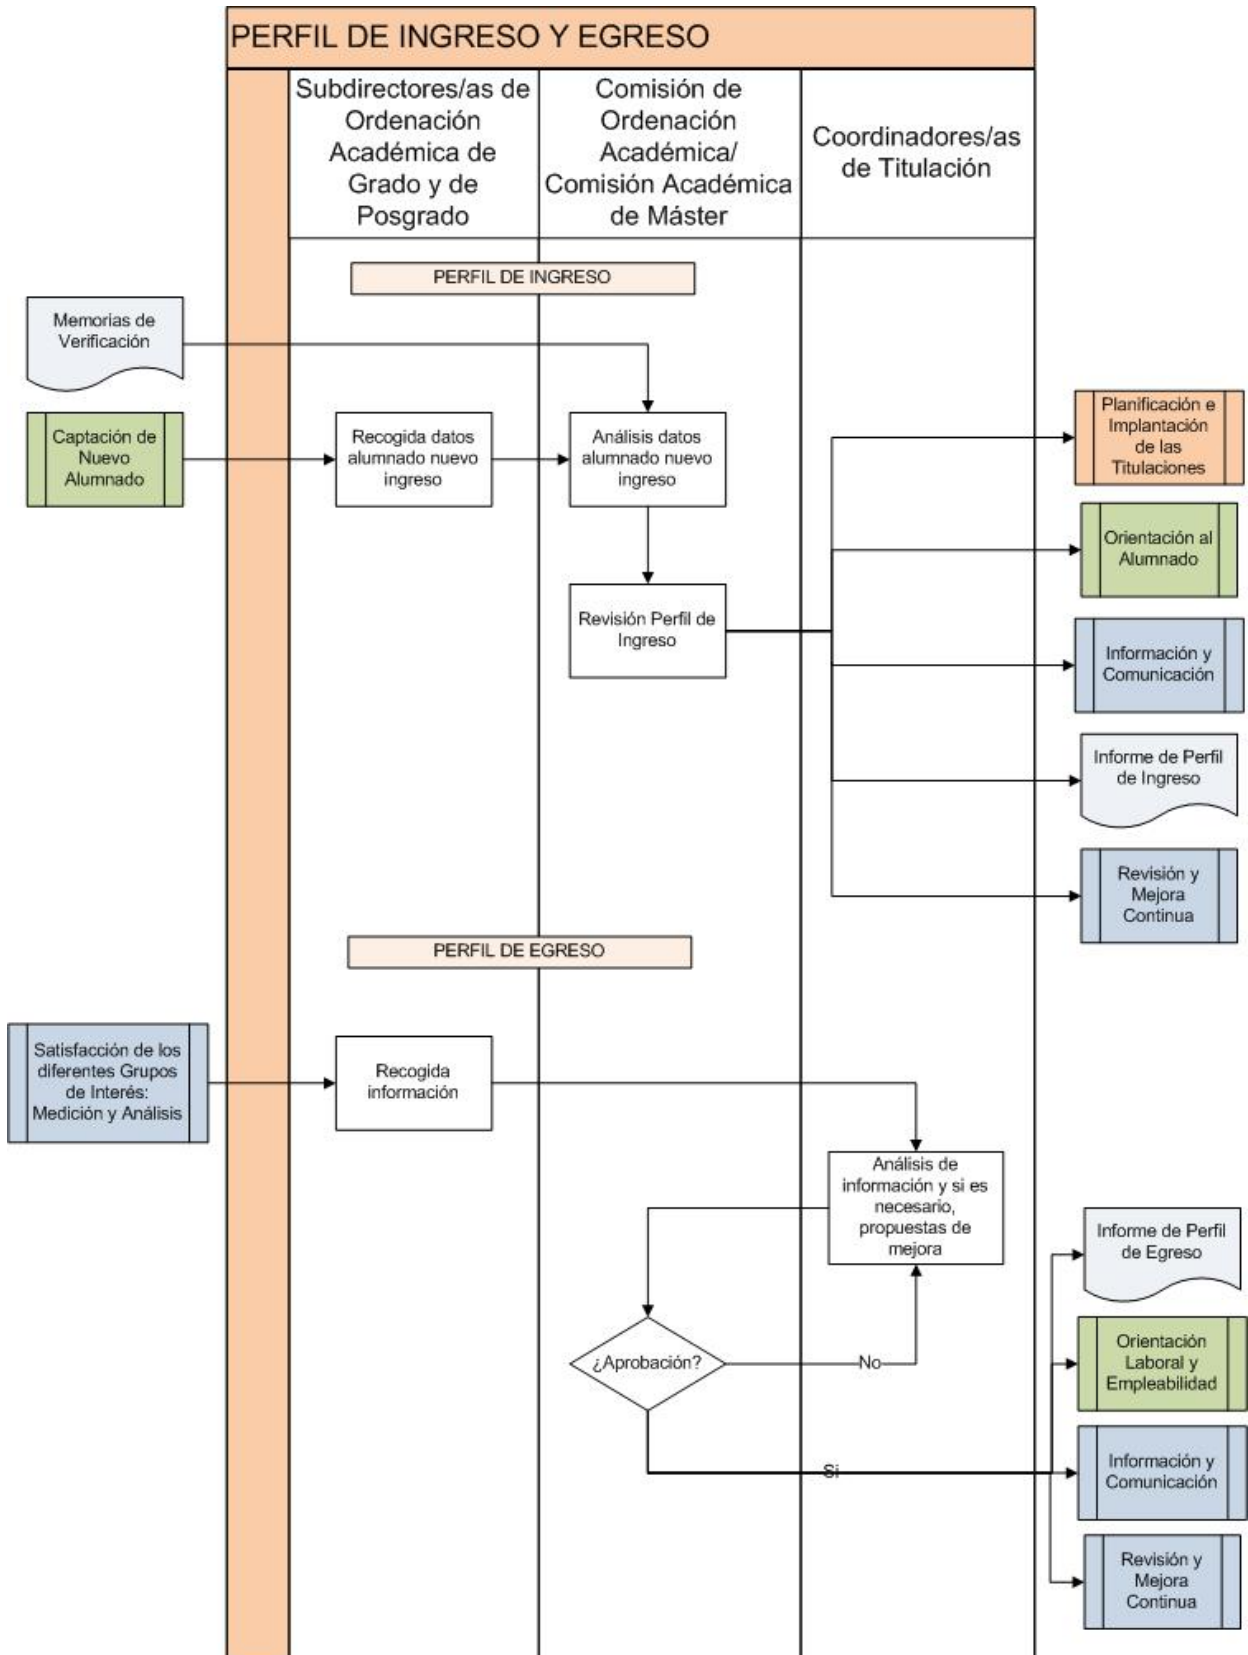 PERFIL DE INGRESO Y EGRESO
Subdirectores/as de
Ordenación
Académica de
Grado y de
Posgrado
Comisión de
Ordenación
Académica/
Comisión Académica
de Máster
Coordinadores/as
de Titulación
PERFIL DE INGRESO
Memorias de
Verificación
Captación de
Nuevo
Alumnado
Recogida datos
alumnado nuevo
ingreso
Análisis datos
alumnado nuevo
ingreso
Planificación e
Implantación
de las
Titulaciones
Orientación al
Alumnado
Revisión Perfil de
Ingreso
Información y
Comunicación
Informe de Perfil
de Ingreso
Revisión y
Mejora
Continua
PERFIL DE EGRESO
Satisfacción de los
diferentes Grupos
de Interés:
Medición y Análisis
Recogida
información
Análisis de
información y si es
necesario,
propuestas de
mejora
Informe de Perfil
de Egreso
¿Aprobación?
No
Orientación
Laboral y
Empleabilidad
Si
Información y
Comunicación
Revisión y
Mejora
Continua